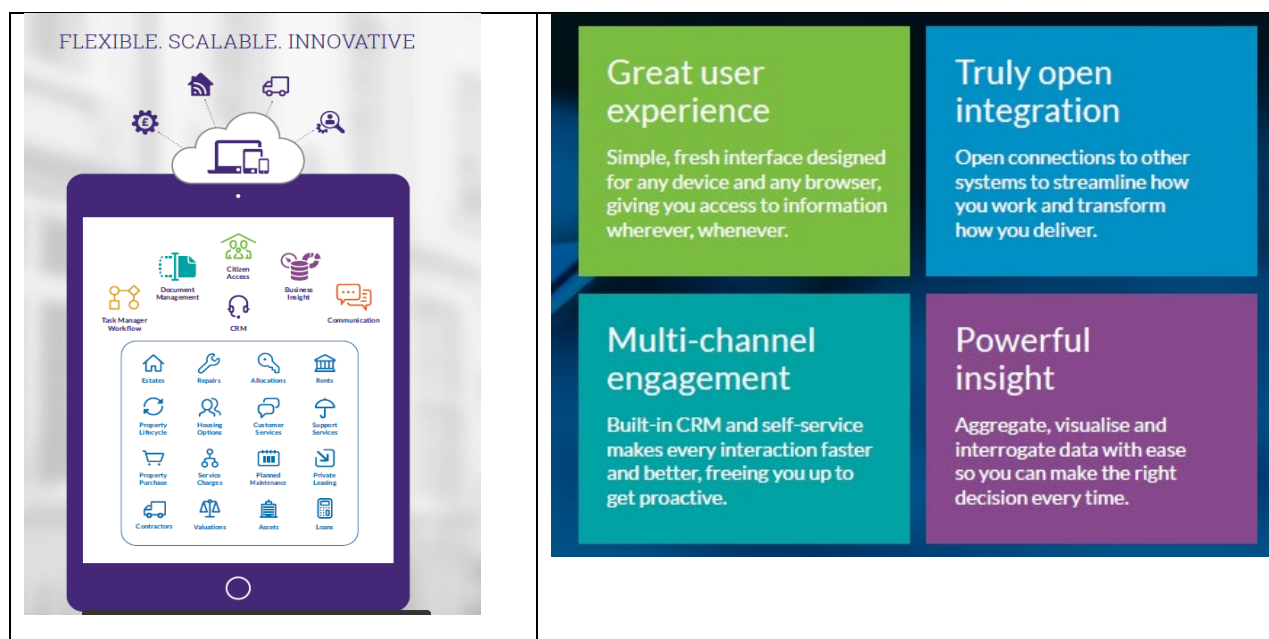 FLEXIBLE. SCALABLE. INNOVATIVE
£
Citizen
Access
Document
Management
Business
Insight
Task Manager
Workflow
CRM
Communication
Estates
Repairs
Allocations
Rents
Property
Lifecycle
Housing
Options
Customer
Services
Support
Services
Property
Purchase
Service
Charges
Planned
Maintenance
Private
Leasing
Contractors
Valuations
Assets
Loans
Great user
experience
Simple, fresh interface designed
for any device and any browser,
giving you access to information
wherever, whenever.
Truly open
integration
Open connections to other
systems to streamline how
you work and transform
how you deliver.
Multi-channel
engagement
Built-in CRM and self-service
makes every interaction faster
and better, freeing you up to
get proactive.
Powerful
insight
Aggregate, visualise and
interrogate data with ease
so you can make the right
decision every time.